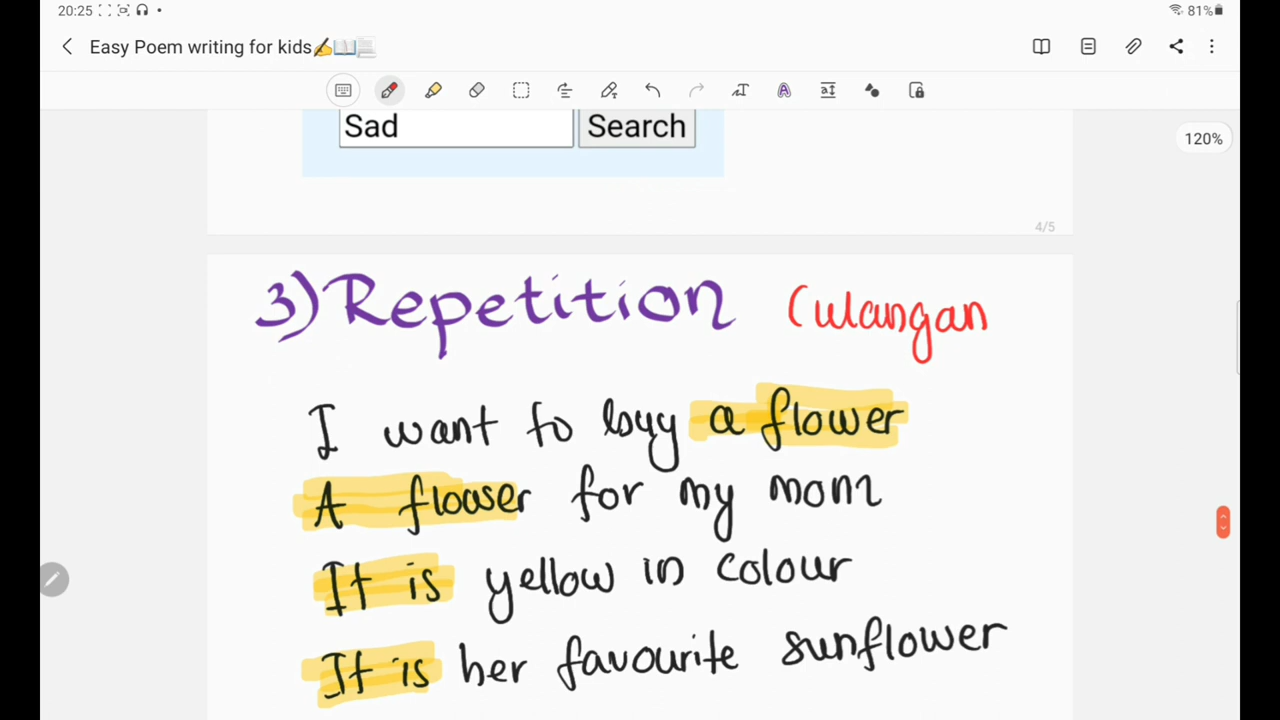 20:25 81%
Easy Poem writing for kids✍📖📃
120%
Sad Search
4/5
3) Repetition (ulangan
I want to buy a flower
A flower for my mom
It is yellow in colour
It is her favourite sunflower